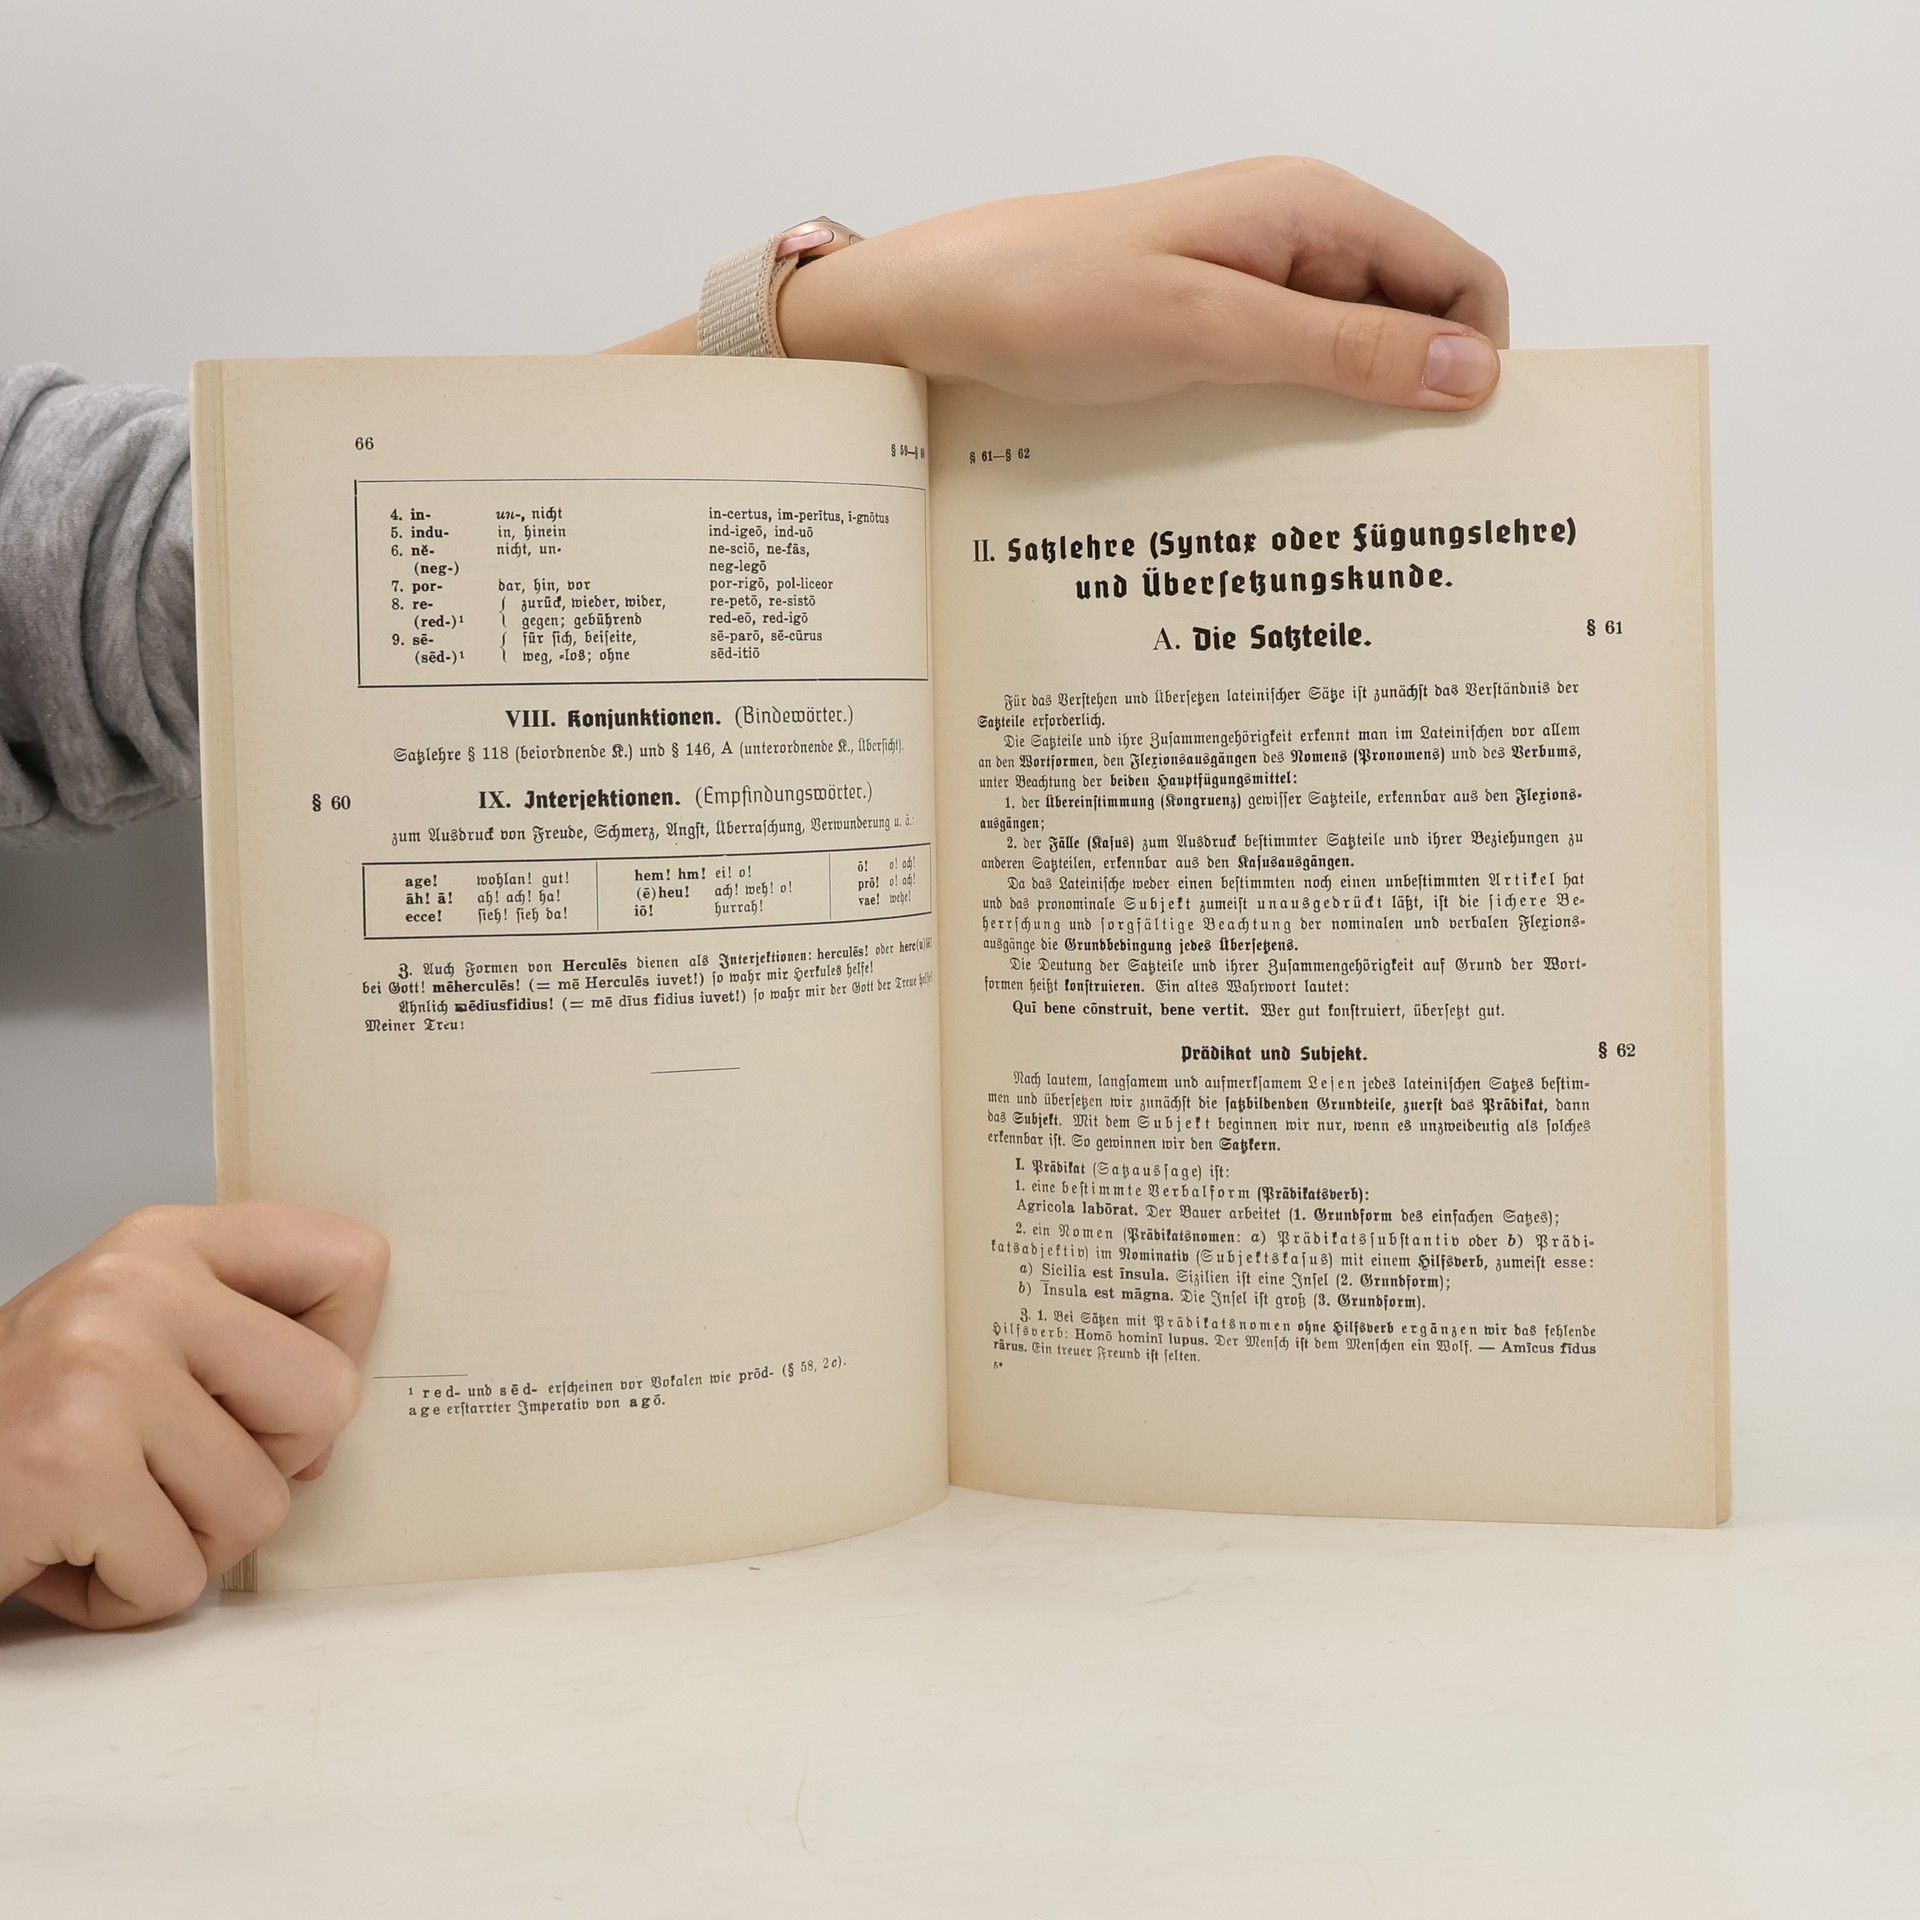 66
§ 59—§
4. in- un-, nicht in-certus, im-perītus, ī-gnōtus
5. indu- in, hinein ind-igeō, ind-uō
6. nĕ- nicht, un- ne-sciō, ne-fās,
(neg-) neg-legō
7. por- dar, hin, vor por-rigō, pol-liceor
8. re- { zurück, wieder, wider, re-petō, re-sistō
(red-)¹ gegen; gebührend red-eō, red-igō
9. sē- { für sich, beiseite, sē-parō, sē-cūrus
(sēd-)¹ weg, -los; ohne sēd-itiō
VIII. Konjunktionen. (Bindewörter.)
Satzlehre § 118 (beiordnende K.) und § 146, A (unterordnende K., Übersicht).
§ 60 IX. Interjektionen. (Empfindungswörter.)
zum Ausdruck von Freude, Schmerz, Angst, Überraschung, Verwunderung u. ä.:
age! wohlan! gut! hem! hm! ei! o! ō! o! ach!
āh! ā! ah! ach! ha! (ē)heu! ach! weh! o! prō! o! ach!
ecce! sieh! sieh da! iō! hurrah! vae! wehe!
Z. Auch Formen von Herculēs dienen als Interjektionen: herculēs! oder
bei Gott! mēherculēs! (= mē Herculēs iuvet!) so wahr mir Herkules helfe!
Ähnlich mēdiusfidius! (= mē dīus fidius iuvet!) so wahr mir der Gott der Treue helfe!
Meiner Treu!
¹ red- und sēd- erscheinen vor Vokalen wie prōd- (§ 58, 2c).
age erstarrter Imperativ von agō.
§ 61—§ 62
II. Satzlehre (Syntax oder Fügungslehre)
und Übersetzungskunde.
A. Die Satzteile. § 61
Für das Verstehen und Übersetzen lateinischer Sätze ist zunächst das Verständnis der
Satzteile erforderlich.
Die Satzteile und ihre Zusammengehörigkeit erkennt man im Lateinischen vor allem
an den Wortformen, den Flexionsausgängen des Nomens (Pronomens) und des Verbums,
unter Beachtung der beiden Hauptfügungsmittel:
1. der Übereinstimmung (Kongruenz) gewisser Satzteile, erkennbar aus den Flexions-
ausgängen;
2. der Fälle (Kasus) zum Ausdruck bestimmter Satzteile und ihrer Beziehungen zu
anderen Satzteilen, erkennbar aus den Kasusausgängen.
Da das Lateinische weder einen bestimmten noch einen unbestimmten Artikel hat
und das pronominale Subjekt zumeist unausgedrückt läßt, ist die sichere Be-
herrschung und sorgfältige Beachtung der nominalen und verbalen Flexions-
ausgänge die Grundbedingung jedes Übersetzens.
Die Deutung der Satzteile und ihrer Zusammengehörigkeit auf Grund der Wort-
formen heißt konstruieren. Ein altes Wahrwort lautet:
Quī bene cōnstruit, bene vertit. Wer gut konstruiert, übersetzt gut.
Prädikat und Subjekt. § 62
Nach lautem, langsamem und aufmerksamem Lesen jedes lateinischen Satzes bestim-
men und übersetzen wir zunächst die satzbildenden Grundteile, zuerst das Prädikat, dann
das Subjekt. Mit dem Subjekt beginnen wir nur, wenn es unzweideutig als solches
erkennbar ist. So gewinnen wir den Satzkern.
I. Prädikat (Satzaussage) ist:
1. eine bestimmte Verbalform (Prädikatsverb):
Agricola labōrat. Der Bauer arbeitet (1. Grundform des einfachen Satzes);
2. ein Nomen (Prädikatsnomen: a) Prädikatssubstantiv oder b) Prädi-
katsadjektiv) im Nominativ (Subjektskasus) mit einem Hilfsverb, zumeist esse:
a) Sicilia est īnsula. Sizilien ist eine Insel (2. Grundform);
b) Īnsula est māgna. Die Insel ist groß (3. Grundform).
Z. 1. Bei Sätzen mit Prädikatsnomen ohne Hilfsverb ergänzen wir das fehlende
Hilfsverb: Homō hominī lupus. Der Mensch ist dem Menschen ein Wolf. — Amīcus fīdus
rārus. Ein treuer Freund ist selten.
5*